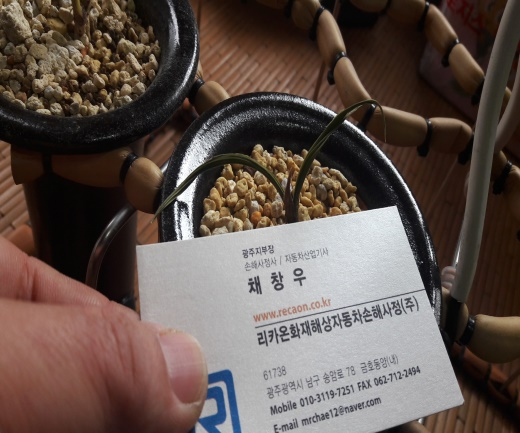 광주지부장
손해사정사 / 자동차산업기사
채 창 우
www.recaon.co.kr
리카온화재해상자동차손해사정(주)
61738
광주광역시 남구 송암로 78 금호동앙(내)
Mobile 010-3119-7251 FAX 062-712-2494
E-mail mrchae12@naver.com